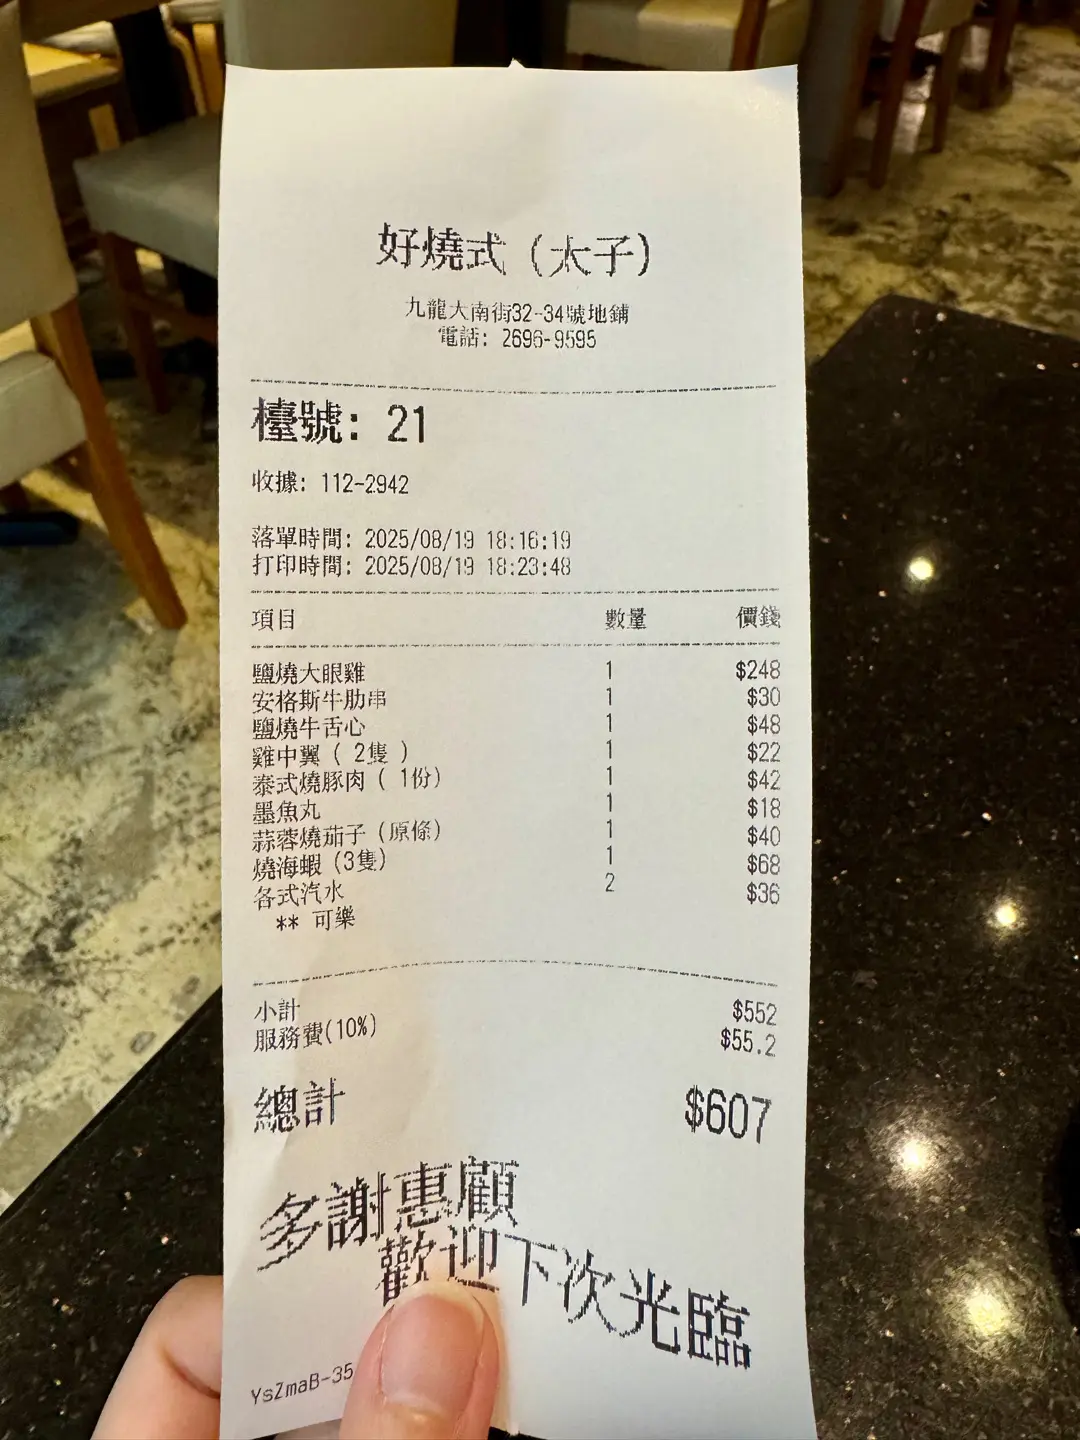 好燒式（太子）
九龍大南街32-34號地鋪
電話: 2696-9595
檯號: 21
收據: 112-2942
落單時間: 2025/08/19 18:16:19
打印時間: 2025/08/19 18:23:48
項目 數量 價錢
鹽燒大眼雞 1 $248
安格斯牛肋串 1 $30
鹽燒牛舌心 1 $48
雞中翼 ( 2隻 ) 1 $22
泰式燒豚肉 ( 1份) 1 $42
墨魚丸 1 $18
蒜蓉燒茄子 (原條) 1 $40
燒海蝦 (3隻) 1 $68
各式汽水 2 $36
** 可樂
小計 $552
服務費(10%) $55.2
總計 $607
多謝惠顧
歡迎下次光臨
YsZmaB-35